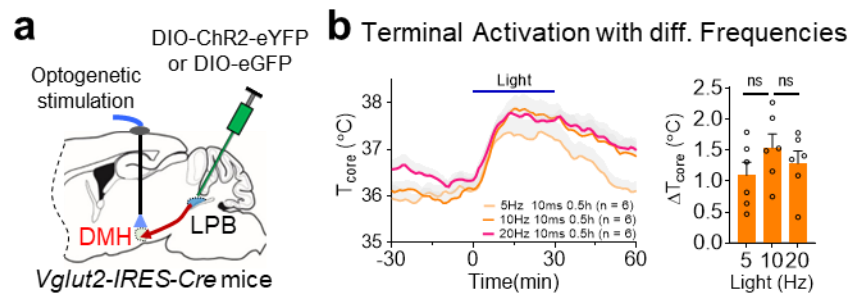 a
DIO-ChR2-eYFP
or DIO-eGFP
Optogenetic
stimulation
DMH
LPB
Vglut2-IRES-Cre mice
b Terminal Activation with diff. Frequencies
Light
38
37
36
35
Tcore (°C)
5Hz 10ms 0.5h (n = 6)
10Hz 10ms 0.5h (n = 6)
20Hz 10ms 0.5h (n = 6)
-30 0 30 60
Time(min)
ns ns
2.5
2.0
1.5
1.0
0.5
0.0
ΔTcore (°C)
5 10 20
Light (Hz)